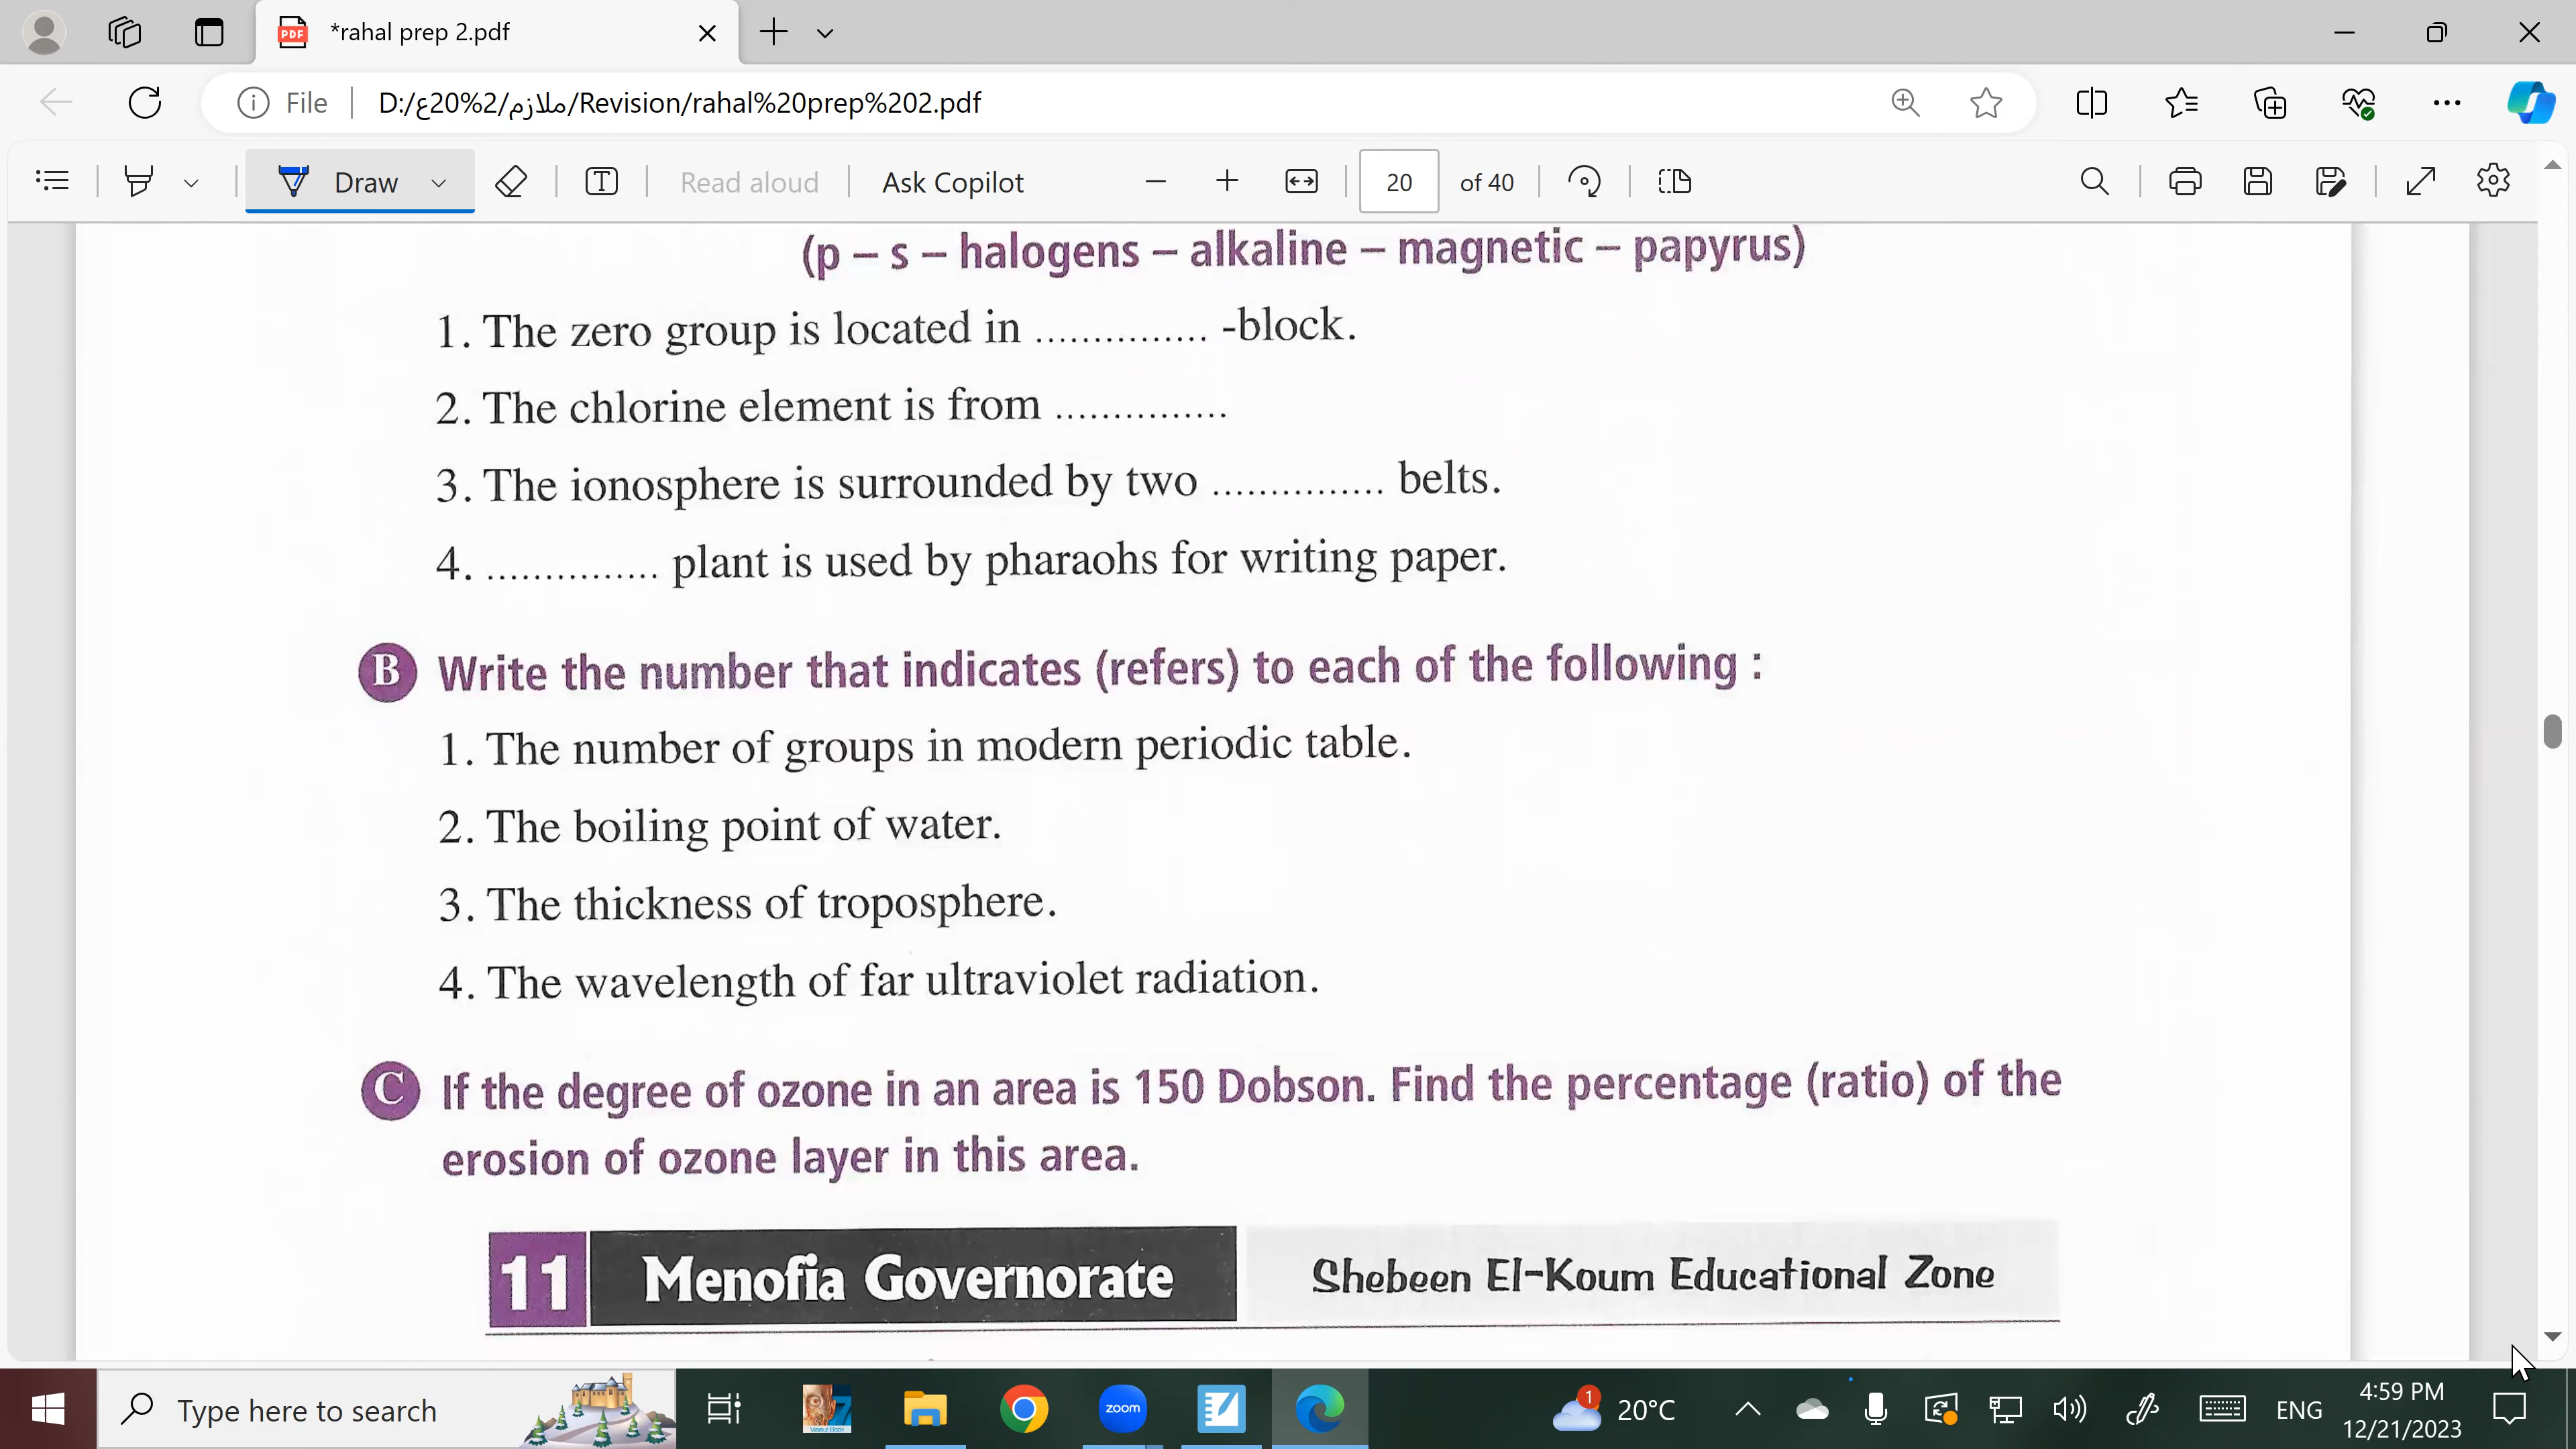 *rahal prep 2.pdf
File
D:/ع20%2/ملازم/Revision/rahal%20prep%202.pdf
Draw
Read aloud
Ask Copilot
20
of 40
(p – s – halogens – alkaline – magnetic – papyrus)
1. The zero group is located in ............... -block.
2. The chlorine element is from ...............
3. The ionosphere is surrounded by two ............... belts.
4. ............... plant is used by pharaohs for writing paper.
B Write the number that indicates (refers) to each of the following :
1. The number of groups in modern periodic table.
2. The boiling point of water.
3. The thickness of troposphere.
4. The wavelength of far ultraviolet radiation.
C If the degree of ozone in an area is 150 Dobson. Find the percentage (ratio) of the
erosion of ozone layer in this area.
11 Menofia Governorate Shebeen El-Koum Educational Zone
Type here to search
zoom
1
20°C
ENG
4:59 PM
12/21/2023